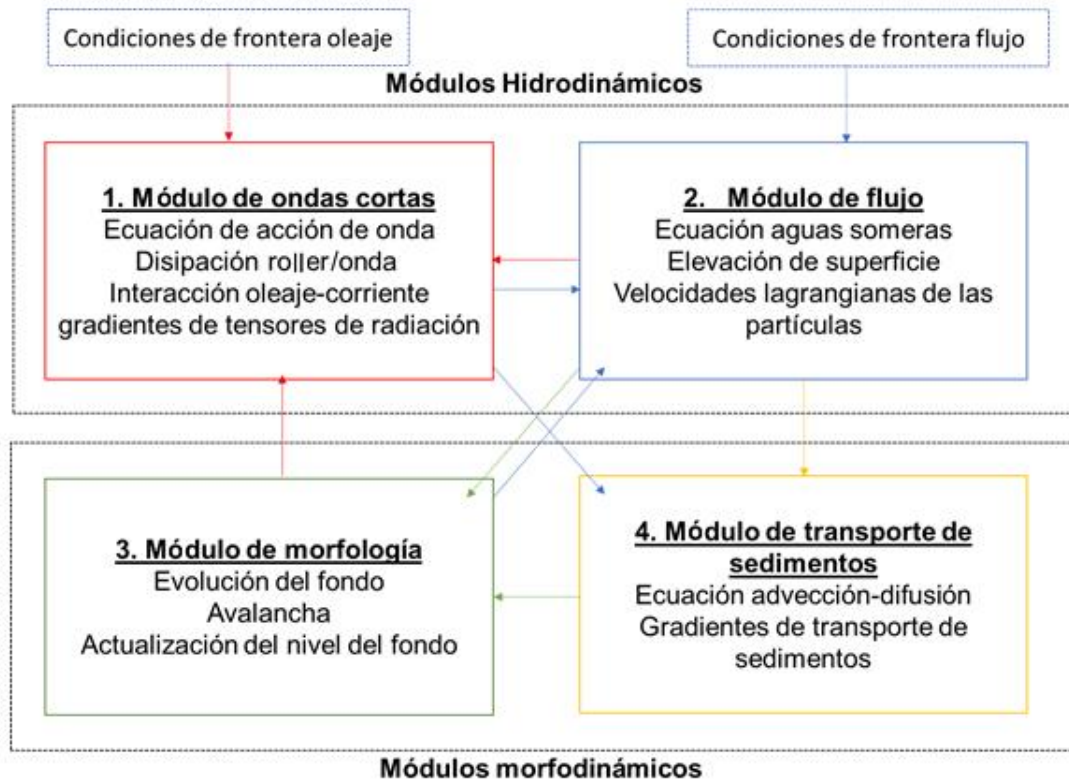 Condiciones de frontera oleaje
Condiciones de frontera flujo
Módulos Hidrodinámicos
1. Módulo de ondas cortas
Ecuación de acción de onda
Disipación roller/onda
Interacción oleaje-corriente
gradientes de tensores de radiación
2. Módulo de flujo
Ecuación aguas someras
Elevación de superficie
Velocidades lagrangianas de las
partículas
3. Módulo de morfología
Evolución del fondo
Avalancha
Actualización del nivel del fondo
4. Módulo de transporte de
sedimentos
Ecuación advección-difusión
Gradientes de transporte de
sedimentos
Módulos morfodinámicos